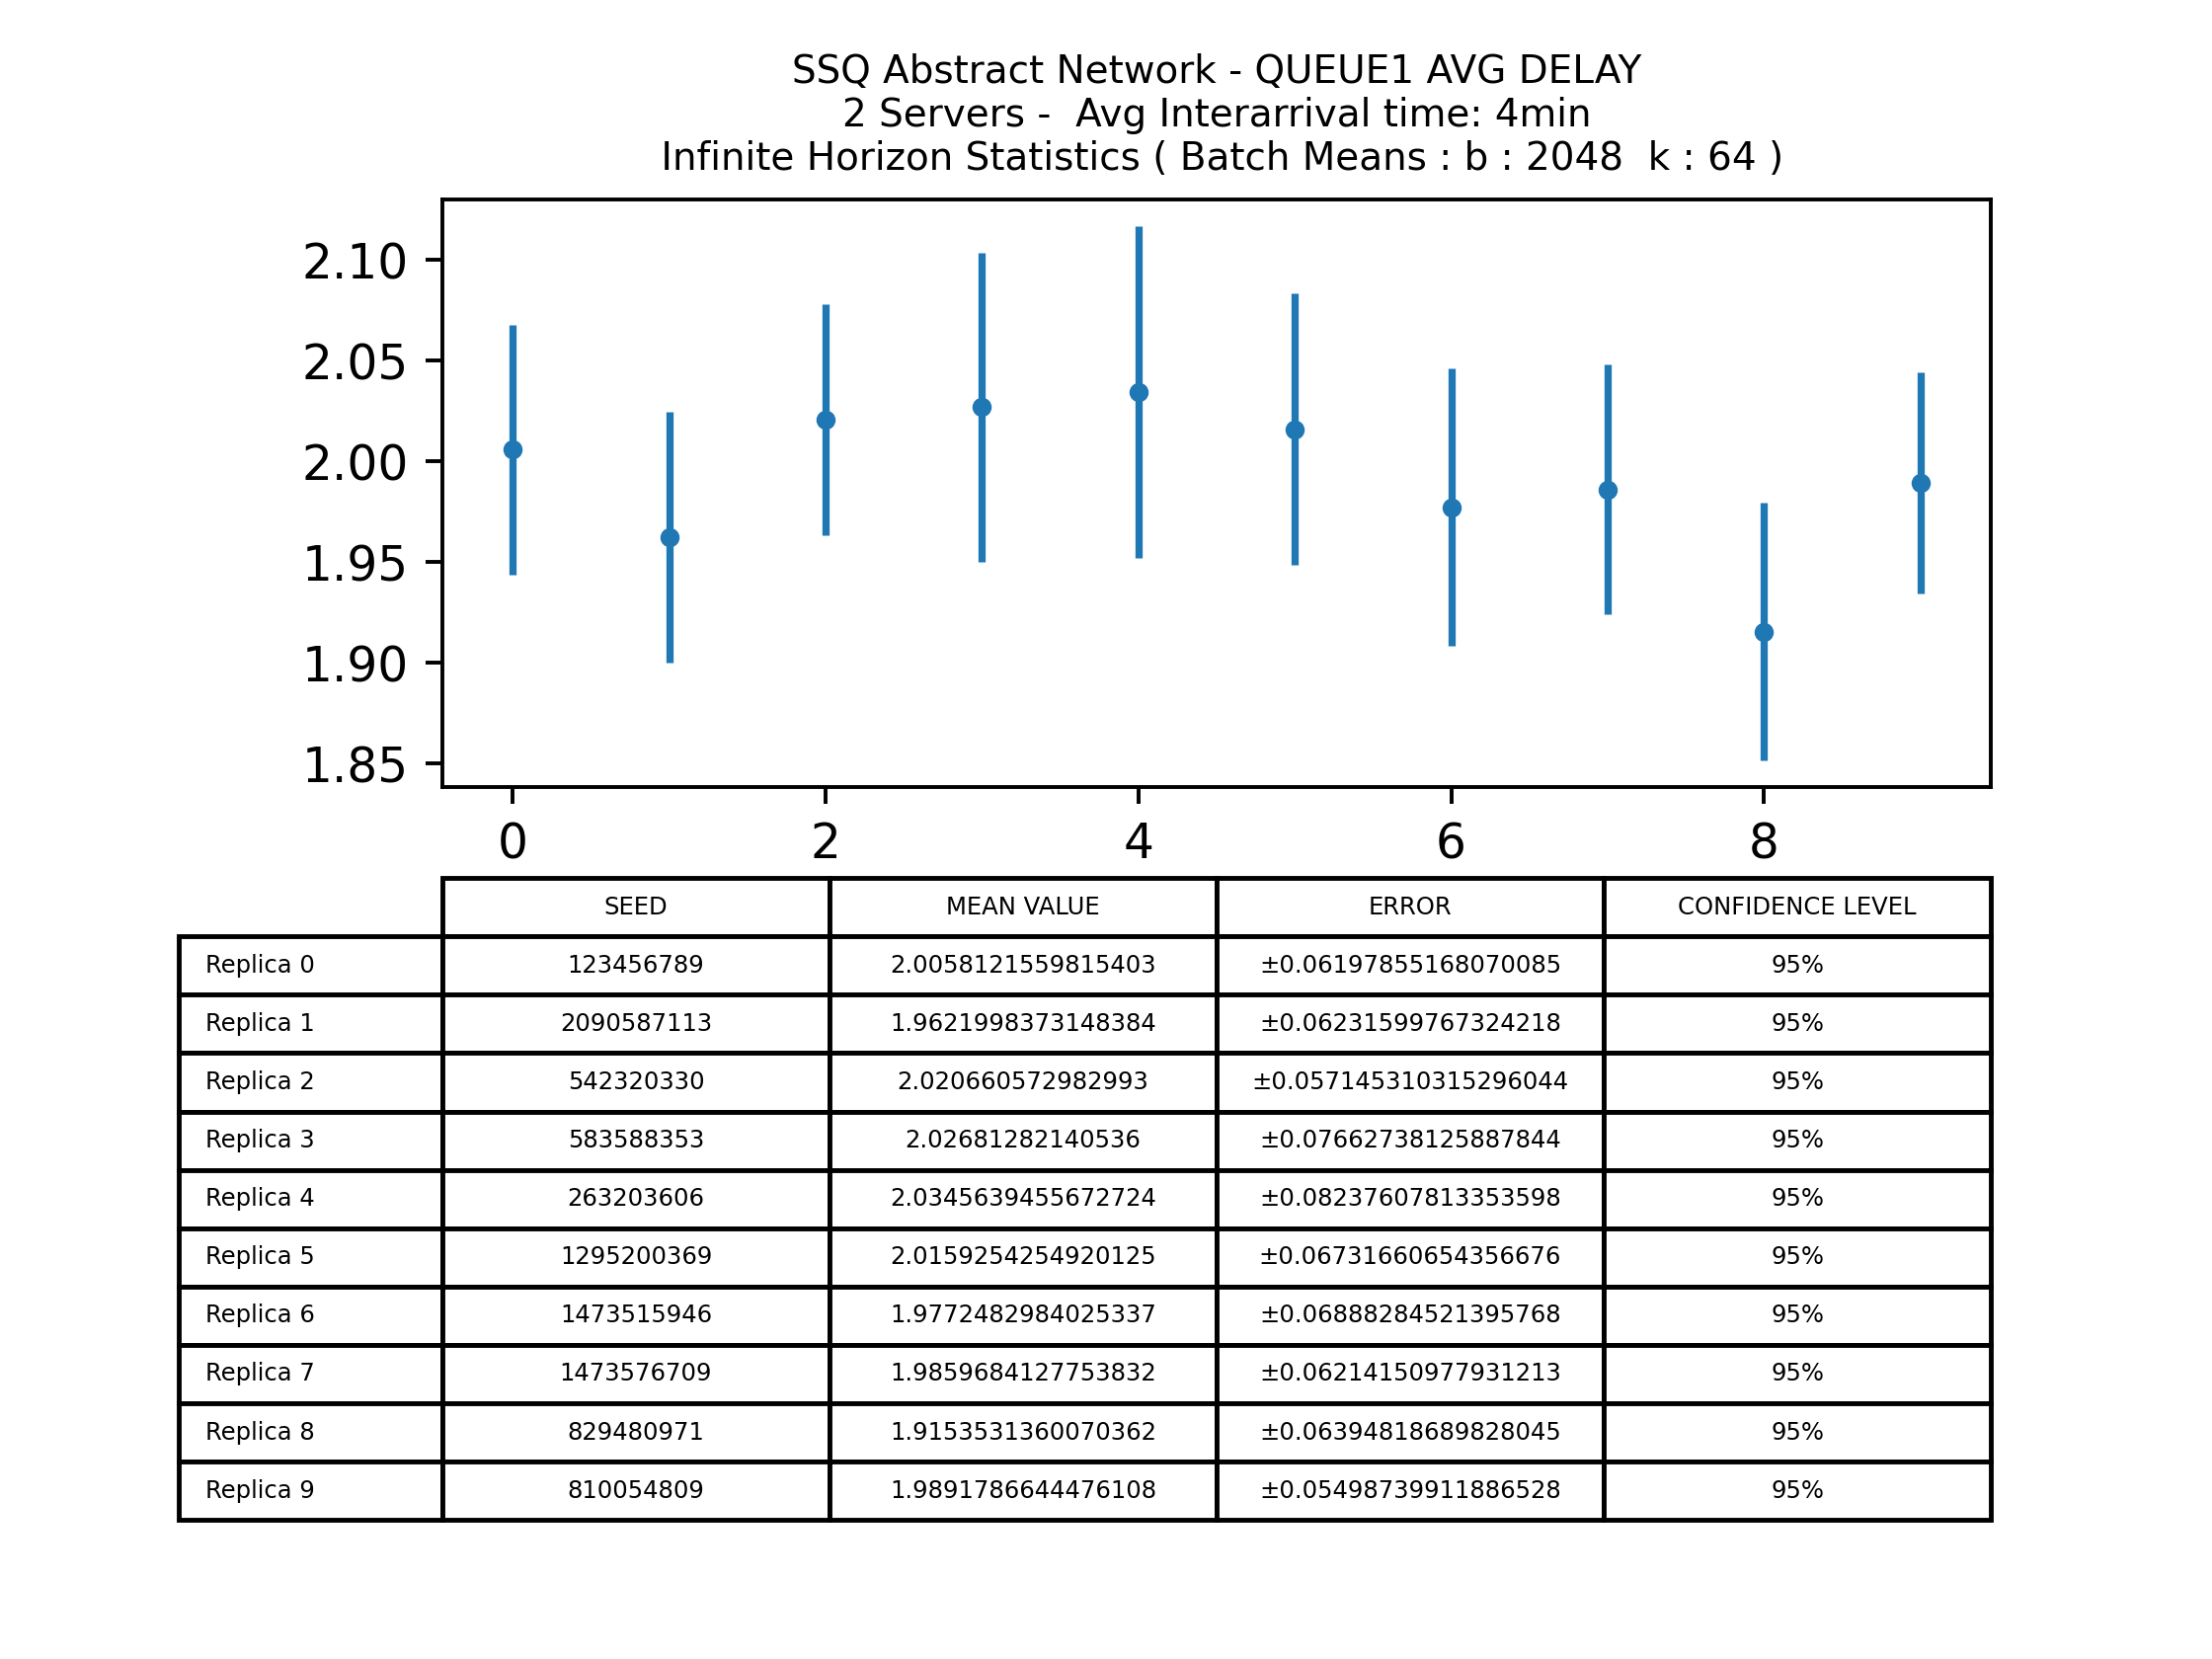 SSQ Abstract Network - QUEUE1 AVG DELAY
2 Servers -  Avg Interarrival time: 4min
Infinite Horizon Statistics ( Batch Means : b : 2048  k : 64 )
2.10
2.05
2.00
1.95
1.90
1.85
0 2 4 6 8
SEED MEAN VALUE ERROR CONFIDENCE LEVEL
Replica 0 123456789 2.0058121559815403 ±0.06197855168070085 95%
Replica 1 2090587113 1.9621998373148384 ±0.06231599767324218 95%
Replica 2 542320330 2.020660572982993 ±0.057145310315296044 95%
Replica 3 583588353 2.02681282140536 ±0.07662738125887844 95%
Replica 4 263203606 2.0345639455672724 ±0.08237607813353598 95%
Replica 5 1295200369 2.0159254254920125 ±0.06731660654356676 95%
Replica 6 1473515946 1.9772482984025337 ±0.06888284521395768 95%
Replica 7 1473576709 1.9859684127753832 ±0.06214150977931213 95%
Replica 8 829480971 1.9153531360070362 ±0.06394818689828045 95%
Replica 9 810054809 1.9891786644476108 ±0.05498739911886528 95%